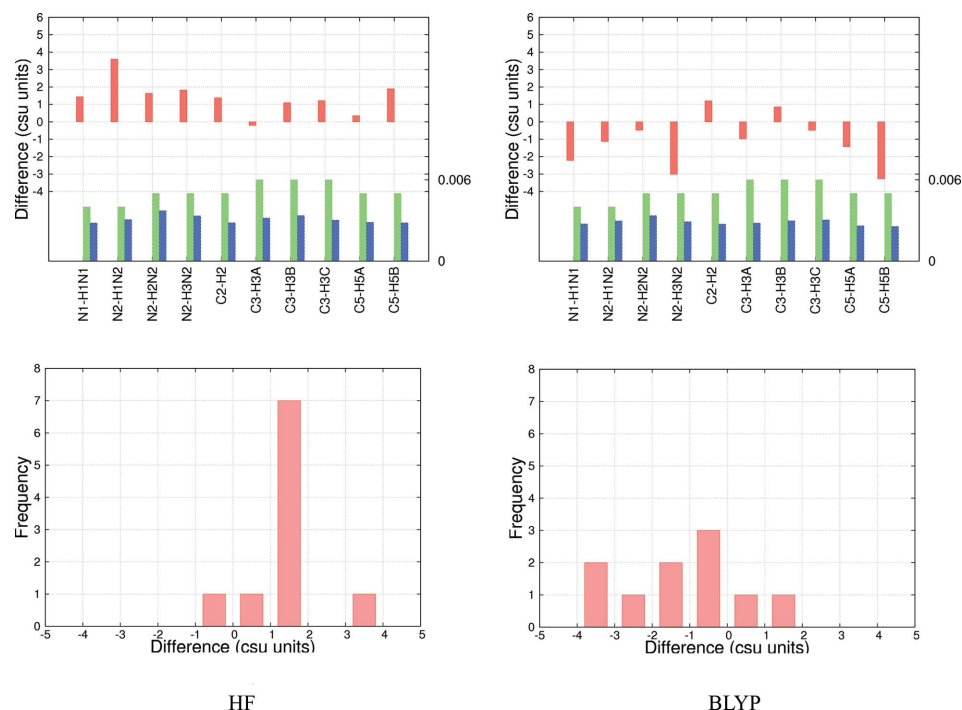 6
5
4
3
2
1
0
-1
-2
-3
-4
Difference (csu units)
0.006
0
N1-H1N1
N2-H1N2
N2-H2N2
N2-H3N2
C2-H2
C3-H3A
C3-H3B
C3-H3C
C5-H5A
C5-H5B
6
5
4
3
2
1
0
-1
-2
-3
-4
Difference (csu units)
0.006
0
N1-H1N1
N2-H1N2
N2-H2N2
N2-H3N2
C2-H2
C3-H3A
C3-H3B
C3-H3C
C5-H5A
C5-H5B
8
7
6
5
4
3
2
1
0
Frequency
-5 -4 -3 -2 -1 0 1 2 3 4 5
Difference (csu units)
8
7
6
5
4
3
2
1
0
Frequency
-5 -4 -3 -2 -1 0 1 2 3 4 5
Difference (csu units)
HF
BLYP